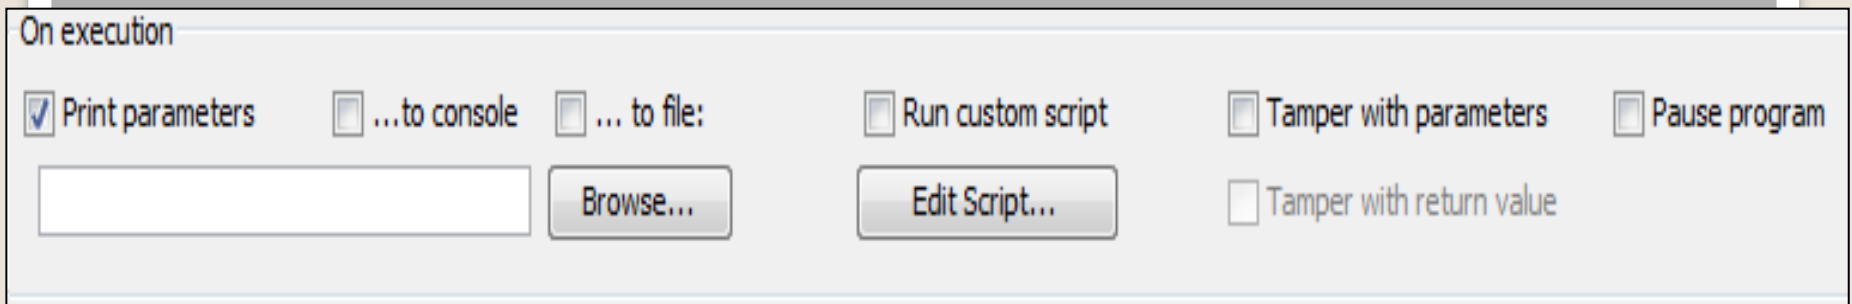 On execution
Print parameters ...to console ... to file: Run custom script Tamper with parameters Pause program
Browse... Edit Script... Tamper with return value